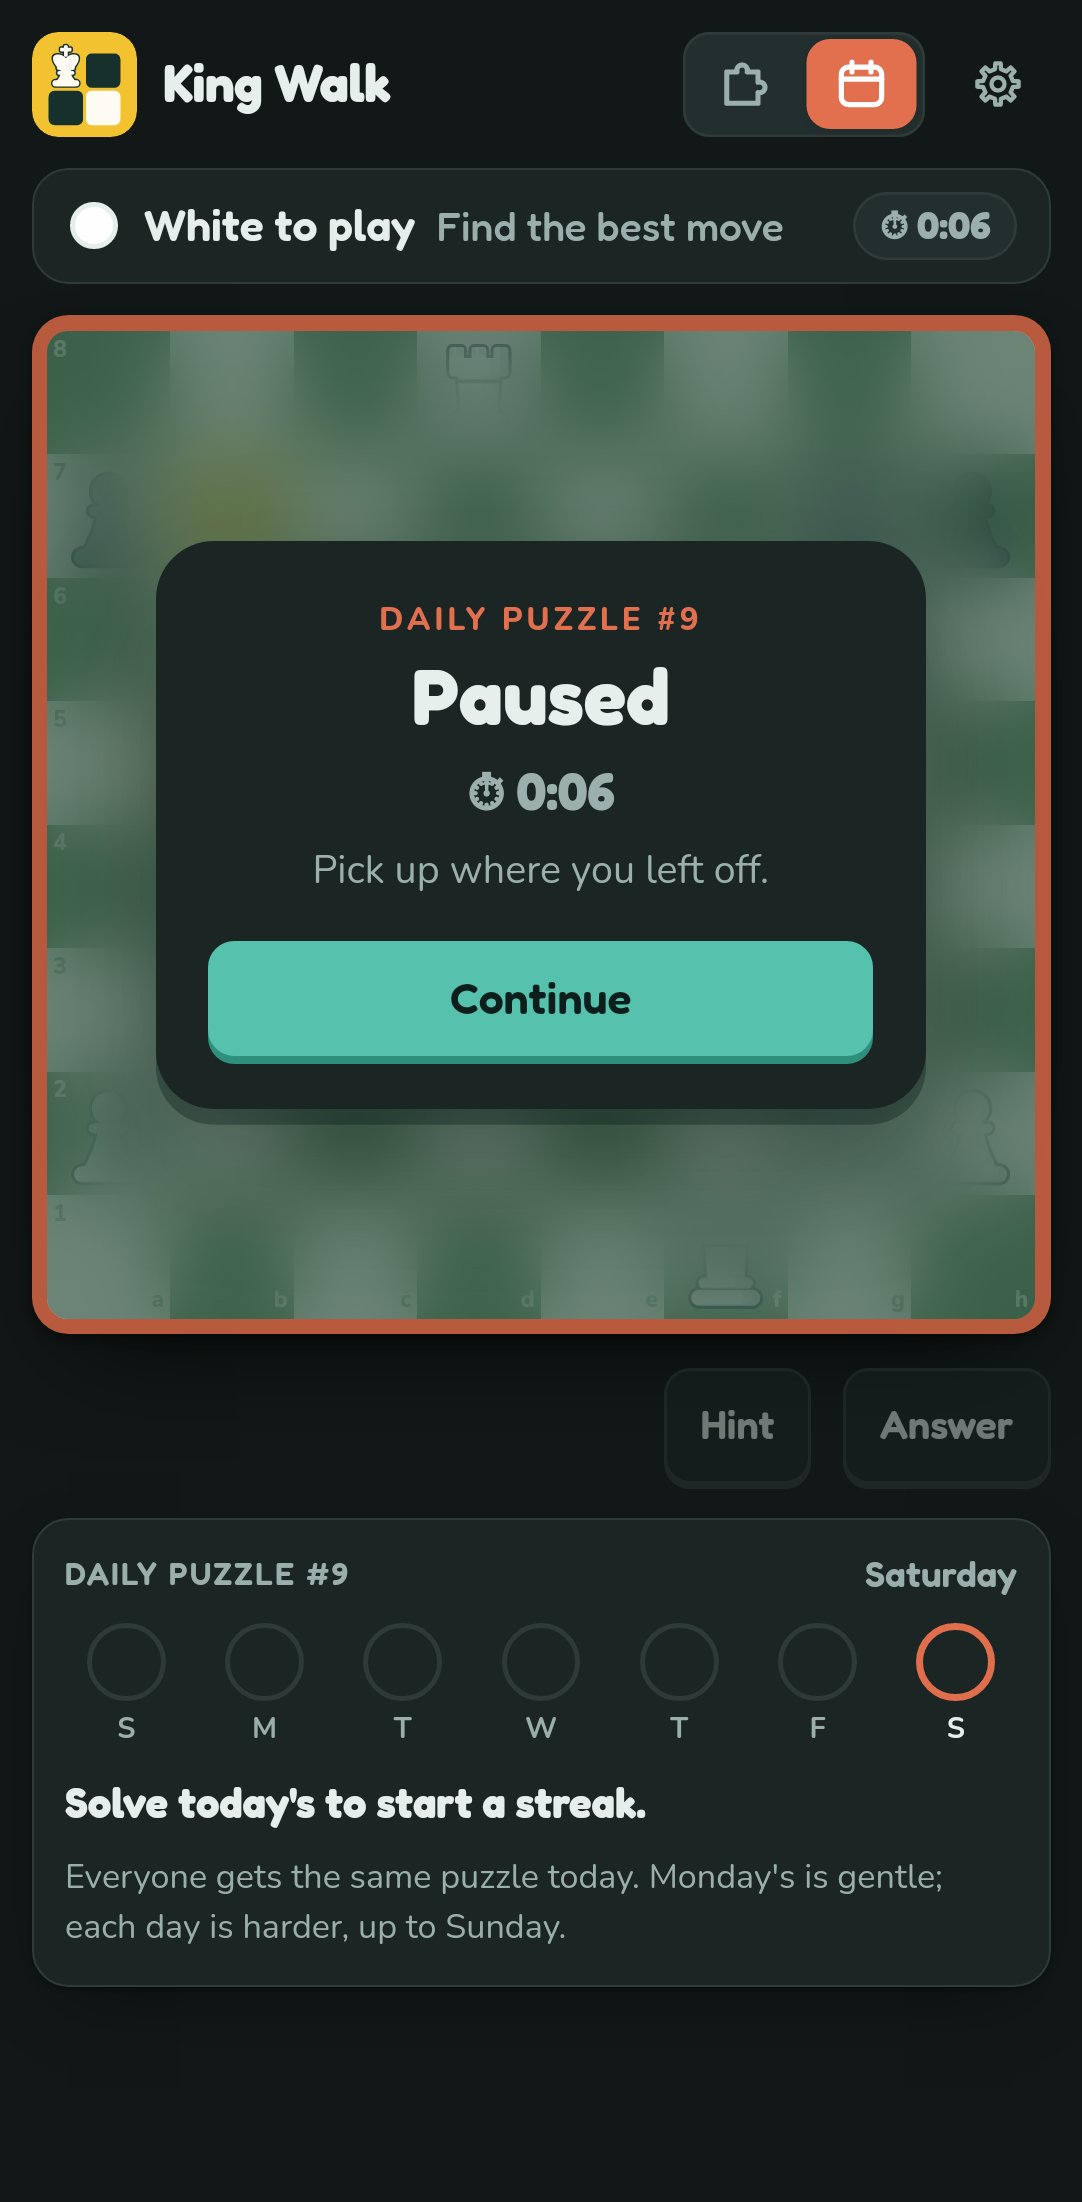 King Walk
White to play Find the best move 0:06
8
7
6
5
4
3
2
1
a b c d e f g h
DAILY PUZZLE #9
Paused
0:06
Pick up where you left off.
Continue
Hint Answer
DAILY PUZZLE #9 Saturday
S M T W T F S
Solve today's to start a streak.
Everyone gets the same puzzle today. Monday's is gentle;
each day is harder, up to Sunday.